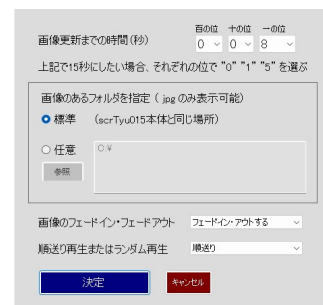 百の位 十の位 一の位
画像更新までの時間(秒) 0 0 8
上記で15秒にしたい場合、それぞれの位で "0" "1" "5" を選ぶ
画像のあるフォルダを指定 ( jpg のみ表示可能)
標準 (scrTyu015本体と同じ場所)
任意 C:¥
参照
画像のフェードイン・フェードアウト フェードイン・アウトする
順送り再生またはランダム再生 順送り
決定 キャンセル